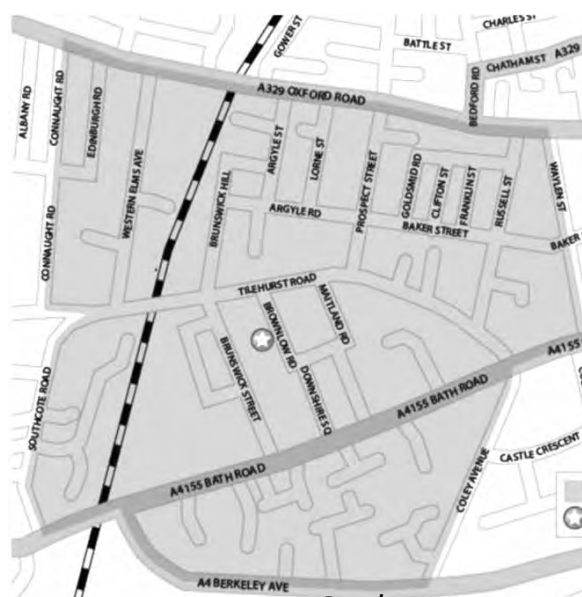 GOWER ST
CHARLES ST
BATTLE ST
CHATHAM ST
A329
BEDFORD RD
ALBANY RD
CONNAUGHT RD
EDINBURGH RD
A329 OXFORD ROAD
ARGYLE ST
LORNE ST
PROSPECT STREET
GOLDSMID RD
CLIFTON ST
FRANKLIN ST
RUSSELL ST
WAYLEN ST
WESTERN ELMS AVE
BRUNSWICK HILL
ARGYLE RD
BAKER STREET
BAKER
CONNAUGHT RD
TILEHURST ROAD
MAITLAND RD
BROWNLOW RD
BRUNSWICK STREET
DOWNSHIRE SQ
A4155
A4155 BATH ROAD
SOUTHCOTE ROAD
CASTLE CRESCENT
COLEY AVENUE
A4155 BATH ROAD
A4 BERKELEY AVE